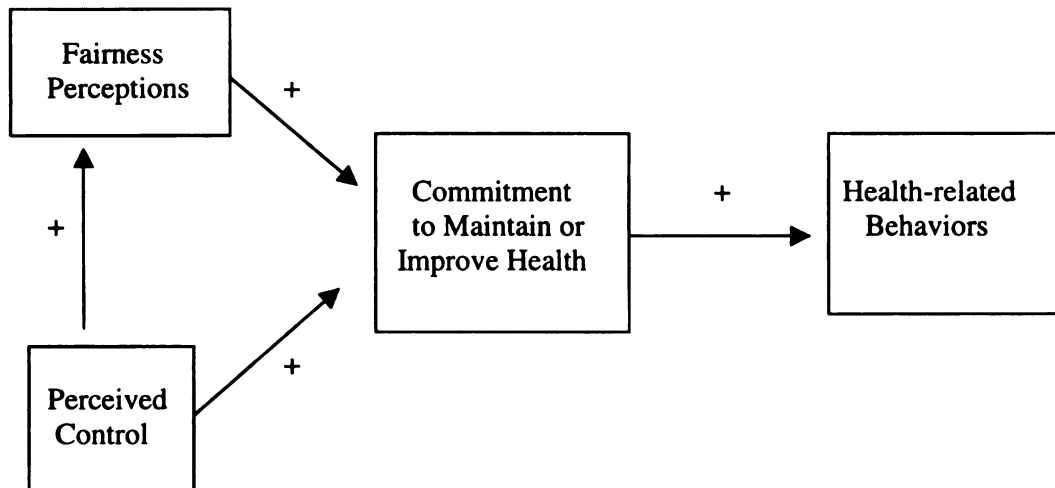 Fairness
Perceptions
+
+
Commitment
to Maintain or
Improve Health
+
Health-related
Behaviors
+
Perceived
Control